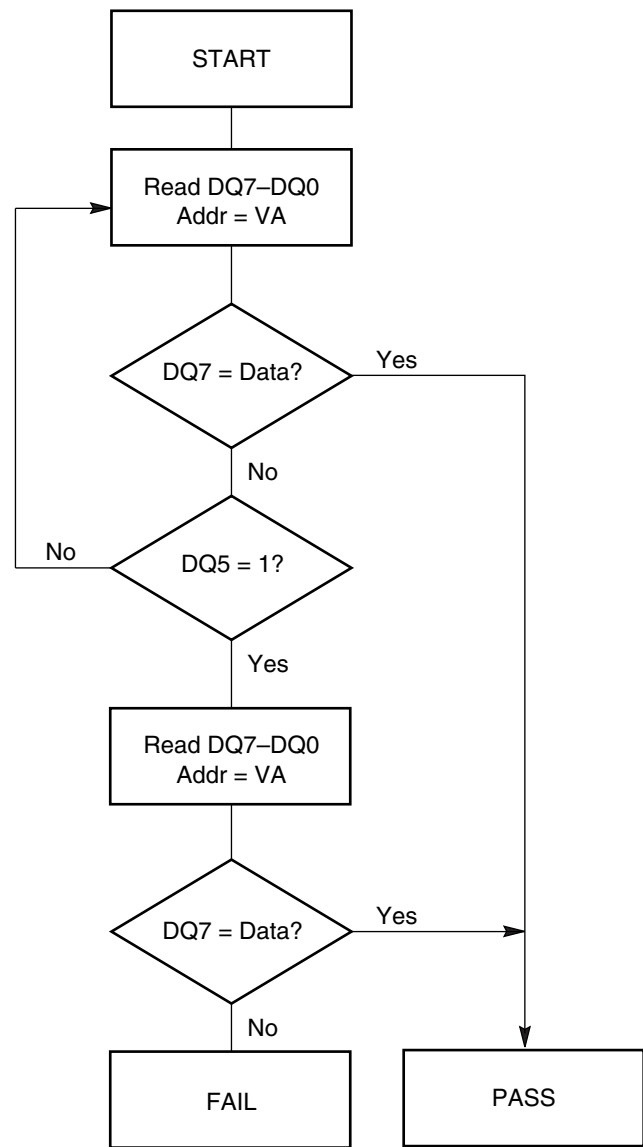 START
Read DQ7–DQ0
Addr = VA
DQ7 = Data?
Yes
No
No
DQ5 = 1?
Yes
Read DQ7–DQ0
Addr = VA
DQ7 = Data?
Yes
No
FAIL
PASS